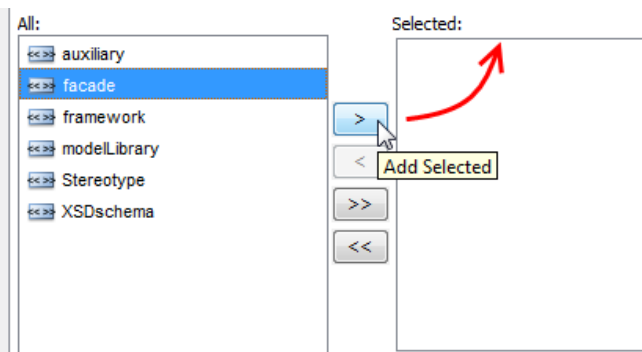 All:
Selected:
auxiliary
facade
framework
modelLibrary
Stereotype
XSDschema
>
<
Add Selected
>>
<<